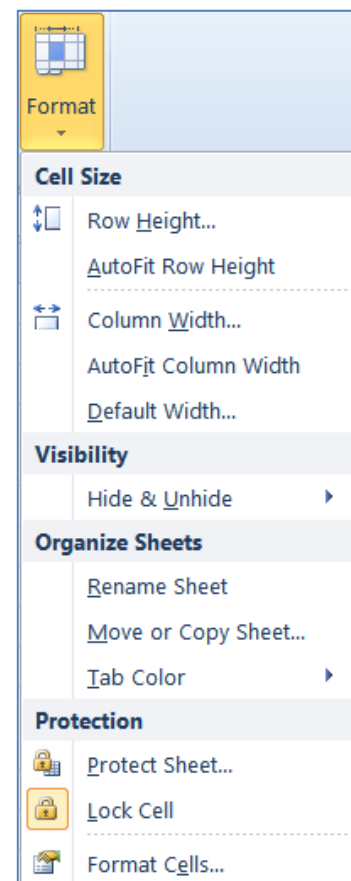 Format
Cell Size
Row Height...
AutoFit Row Height
Column Width...
AutoFit Column Width
Default Width...
Visibility
Hide & Unhide
Organize Sheets
Rename Sheet
Move or Copy Sheet...
Tab Color
Protection
Protect Sheet...
Lock Cell
Format Cells...